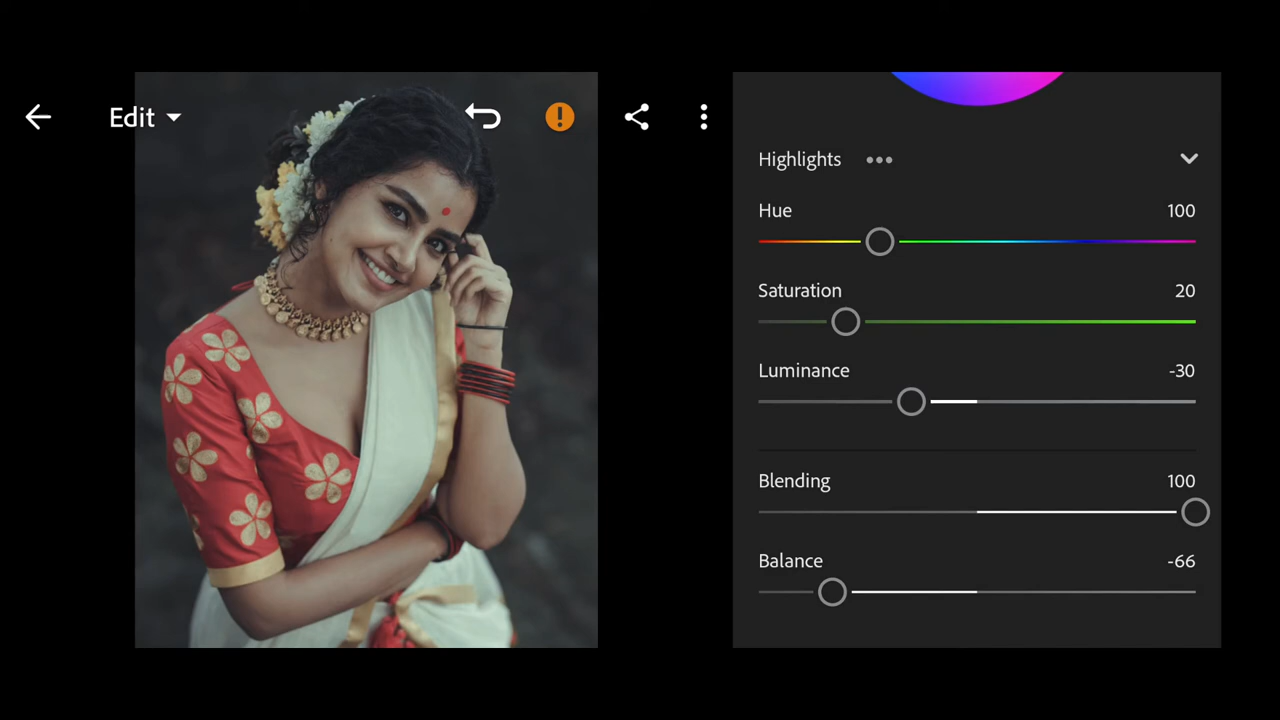 Edit
Highlights
Hue 100
Saturation 20
Luminance -30
Blending 100
Balance -66